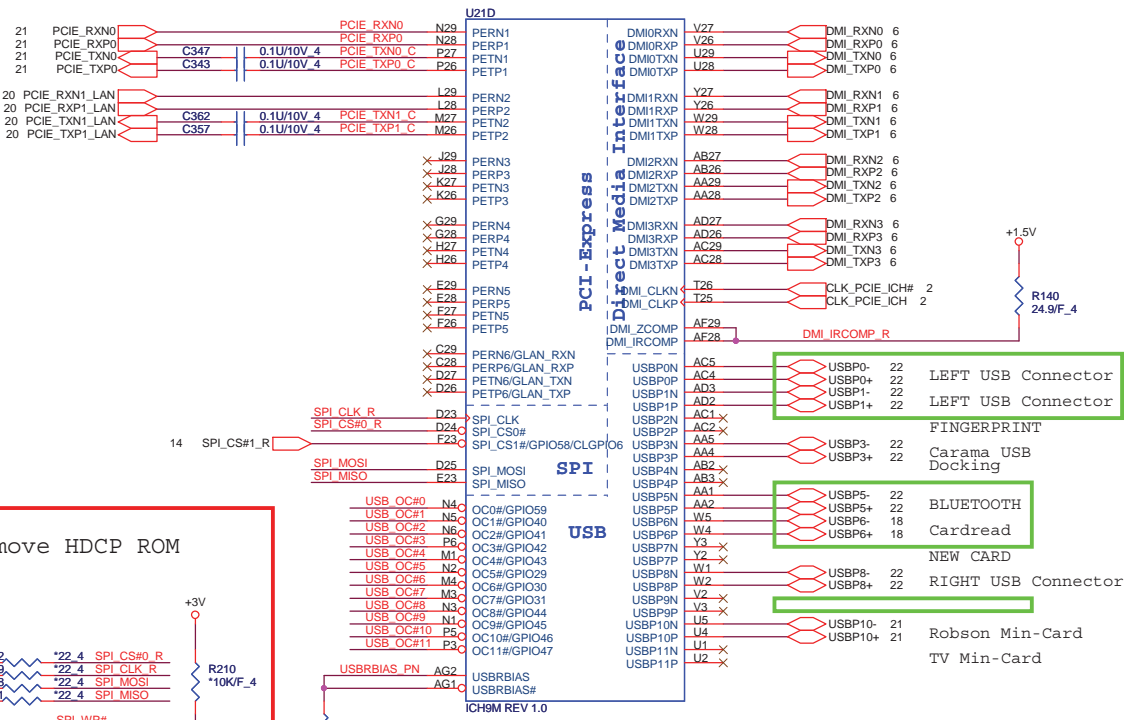 U21D
21 PCIE_RXN0 PCIE_RXN0 N29 PERN1 DMI0RXN V27 DMI_RXN0 6
21 PCIE_RXP0 PCIE_RXP0 N28 PERP1 DMI0RXP V26 DMI_RXP0 6
21 PCIE_TXN0 C347 0.1U/10V_4 PCIE_TXN0_C P27 PETN1 DMI0TXN U29 DMI_TXN0 6
21 PCIE_TXP0 C343 0.1U/10V_4 PCIE_TXP0_C P26 PETP1 DMI0TXP U28 DMI_TXP0 6
20 PCIE_RXN1_LAN L29 PERN2 DMI1RXN Y27 DMI_RXN1 6
20 PCIE_RXP1_LAN L28 PERP2 DMI1RXP Y26 DMI_RXP1 6
20 PCIE_TXN1_LAN C362 0.1U/10V_4 PCIE_TXN1_C M27 PETN2 DMI1TXN W29 DMI_TXN1 6
20 PCIE_TXP1_LAN C357 0.1U/10V_4 PCIE_TXP1_C M26 PETP2 DMI1TXP W28 DMI_TXP1 6
J29 PERN3 DMI2RXN AB27 DMI_RXN2 6
J28 PERP3 DMI2RXP AB26 DMI_RXP2 6
K27 PETN3 DMI2TXN AA29 DMI_TXN2 6
K26 PETP3 DMI2TXP AA28 DMI_TXP2 6
PCI-Express
Direct Media Interface
G29 PERN4 DMI3RXN AD27 DMI_RXN3 6
G28 PERP4 DMI3RXP AD26 DMI_RXP3 6
H27 PETN4 DMI3TXN AC29 DMI_TXN3 6
H26 PETP4 DMI3TXP AC28 DMI_TXP3 6
+1.5V
E29 PERN5 DMI_CLKN T26 CLK_PCIE_ICH# 2
E28 PERP5 DMI_CLKP T25 CLK_PCIE_ICH 2
F27 PETN5
F26 PETP5
R140
24.9/F_4
DMI_ZCOMP AF29
DMI_IRCOMP AF28 DMI_IRCOMP_R
C29 PERN6/GLAN_RXN
C28 PERP6/GLAN_RXP
D27 PETN6/GLAN_TXN
D26 PETP6/GLAN_TXP
USBP0N AC5 USBP0- 22 LEFT USB Connector
USBP0P AC4 USBP0+ 22
USBP1N AD3 USBP1- 22 LEFT USB Connector
USBP1P AD2 USBP1+ 22
SPI_CLK_R D23 SPI_CLK USBP2N AC1 FINGERPRINT
SPI_CS#0_R D24 SPI_CS0# USBP2P AC2
14 SPI_CS#1_R F23 SPI_CS1#/GPIO58/CLGPIO6 USBP3N AA5 USBP3- 22 Carama USB
USBP3P AA4 USBP3+ 22 Docking
SPI_MOSI D25 SPI_MOSI SPI USBP4N AB2
SPI_MISO E23 SPI_MISO USBP4P AB3
USB
USBP5N AA1 USBP5- 22 BLUETOOTH
USB_OC#0 N4 OC0#/GPIO59 USBP5P AA2 USBP5+ 22
USB_OC#1 N5 OC1#/GPIO40 USBP6N W5 USBP6- 18 Cardread
USB_OC#2 N6 OC2#/GPIO41 USBP6P W4 USBP6+ 18
USB_OC#3 P6 OC3#/GPIO42 USBP7N Y3 NEW CARD
USB_OC#4 M1 OC4#/GPIO43 USBP7P Y2
USB_OC#5 N2 OC5#/GPIO29 USBP8N W1 USBP8- 22 RIGHT USB Connector
USB_OC#6 M4 OC6#/GPIO30 USBP8P W2 USBP8+ 22
USB_OC#7 M3 OC7#/GPIO31 USBP9N V2
USB_OC#8 N3 OC8#/GPIO44 USBP9P V3
USB_OC#9 N1 OC9#/GPIO45 USBP10N U5 USBP10- 21 Robson Min-Card
USB_OC#10 P5 OC10#/GPIO46 USBP10P U4 USBP10+ 21
USB_OC#11 P3 OC11#/GPIO47 USBP11N U1 TV Min-Card
USBP11P U2
USBRBIAS_PN AG2 USBRBIAS
AG1 USBRBIAS#
ICH9M REV 1.0
move HDCP ROM
+3V
*22_4 SPI_CS#0_R
*22_4 SPI_CLK_R
*22_4 SPI_MOSI
*22_4 SPI_MISO
R210
*10K/F_4
SPI_WP#